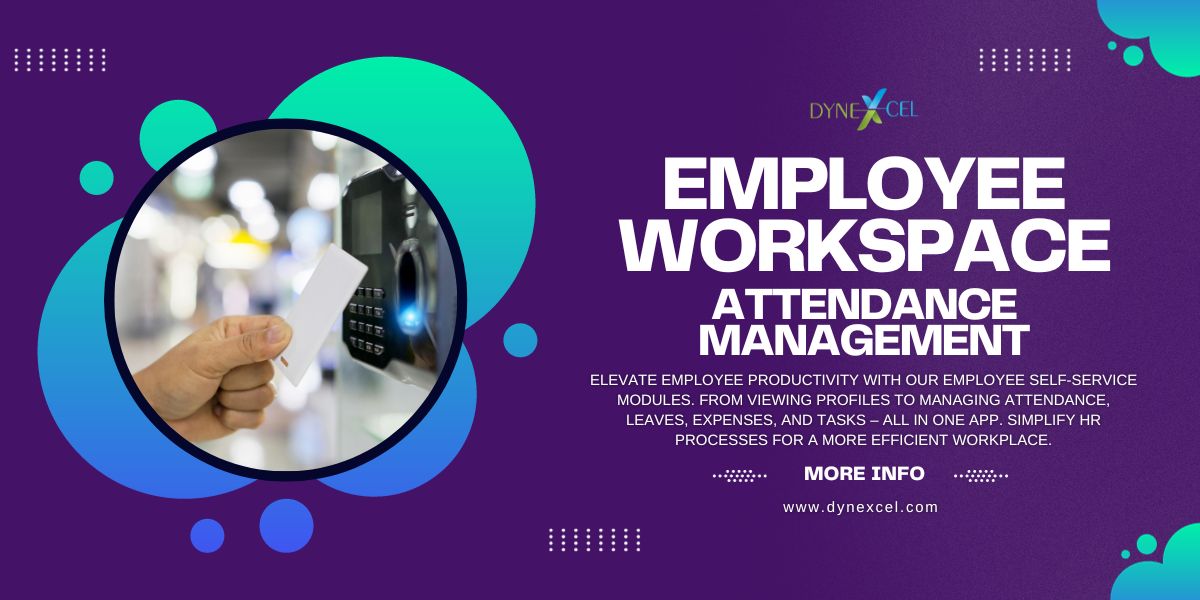 DYNEXCEL
EMPLOYEE
WORKSPACE
ATTENDANCE
MANAGEMENT
ELEVATE EMPLOYEE PRODUCTIVITY WITH OUR EMPLOYEE SELF-SERVICE
MODULES. FROM VIEWING PROFILES TO MANAGING ATTENDANCE,
LEAVES, EXPENSES, AND TASKS – ALL IN ONE APP. SIMPLIFY HR
PROCESSES FOR A MORE EFFICIENT WORKPLACE.
MORE INFO
www.dynexcel.com